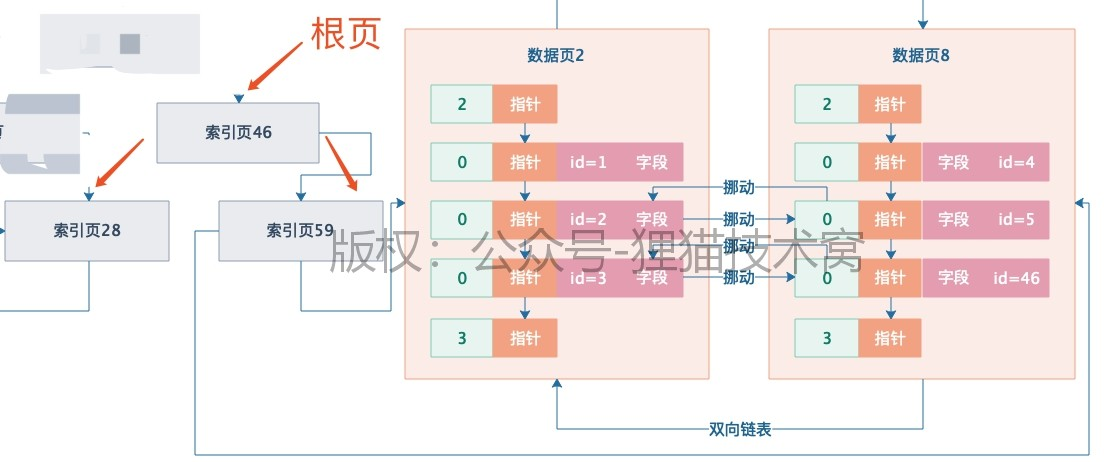 根页
索引页46
索引页28
索引页59
数据页2
2 指针
0 指针 id=1 字段
0 指针 id=2 字段
0 指针 id=3 字段
3 指针
挪动
挪动
挪动
挪动
数据页8
2 指针
0 指针 字段 id=4
0 指针 字段 id=5
0 指针 字段 id=46
3 指针
双向链表
版权：公众号-狸猫技术窝